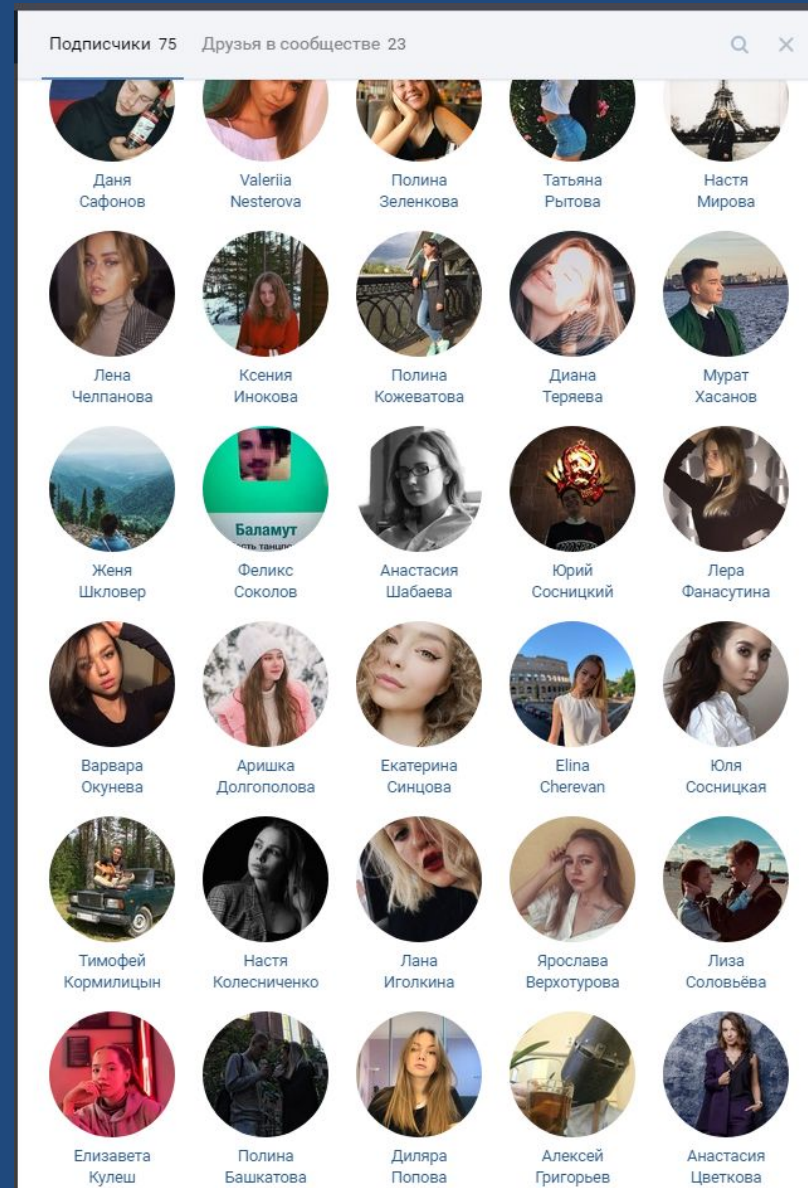 Подписчики 75 Друзья в сообществе 23
Даня Valeriia Полина Татьяна Настя
Сафонов Nesterova Зеленкова Рытова Мирова
Лена Ксения Полина Диана Мурат
Челпанова Инокова Кожеватова Теряева Хасанов
Баламут
Женя Феликс Анастасия Юрий Лера
Шкловер Соколов Шабаева Сосницкий Фанасутина
Варвара Аришка Екатерина Elina Юля
Окунева Долгополова Синцова Cherevan Сосницкая
Тимофей Настя Лана Ярослава Лиза
Кормилицын Колесниченко Иголкина Верхотурова Соловьёва
Елизавета Полина Диляра Алексей Анастасия
Кулеш Башкатова Попова Григорьев Цветкова